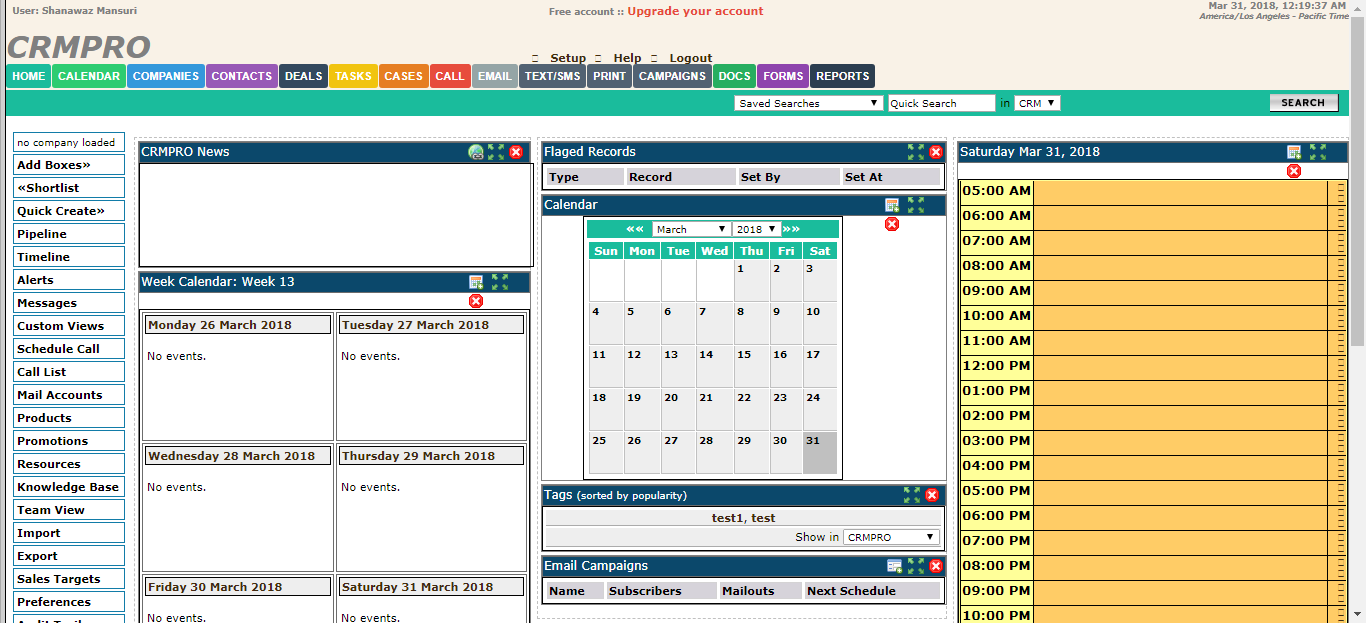 User: Shanawaz Mansuri
Free account :: Upgrade your account
Mar 31, 2018, 12:19:37 AM
America/Los Angeles - Pacific Time
CRMPRO
Setup Help Logout
HOME CALENDAR COMPANIES CONTACTS DEALS TASKS CASES CALL EMAIL TEXT/SMS PRINT CAMPAIGNS DOCS FORMS REPORTS
Saved Searches Quick Search in CRM SEARCH
no company loaded
Add Boxes»
«Shortlist
Quick Create»
Pipeline
Timeline
Alerts
Messages
Custom Views
Schedule Call
Call List
Mail Accounts
Products
Promotions
Resources
Knowledge Base
Team View
Import
Export
Sales Targets
Preferences
CRMPRO News
Week Calendar: Week 13
Monday 26 March 2018 Tuesday 27 March 2018
No events. No events.
Wednesday 28 March 2018 Thursday 29 March 2018
No events. No events.
Friday 30 March 2018 Saturday 31 March 2018
No events. No events.
Flaged Records
Type Record Set By Set At
Calendar
«« March 2018 »»
Sun Mon Tue Wed Thu Fri Sat
1 2 3
4 5 6 7 8 9 10
11 12 13 14 15 16 17
18 19 20 21 22 23 24
25 26 27 28 29 30 31
Tags (sorted by popularity)
test1, test
Show in CRMPRO
Email Campaigns
Name Subscribers Mailouts Next Schedule
Saturday Mar 31, 2018
05:00 AM
06:00 AM
07:00 AM
08:00 AM
09:00 AM
10:00 AM
11:00 AM
12:00 PM
01:00 PM
02:00 PM
03:00 PM
04:00 PM
05:00 PM
06:00 PM
07:00 PM
08:00 PM
09:00 PM
10:00 PM